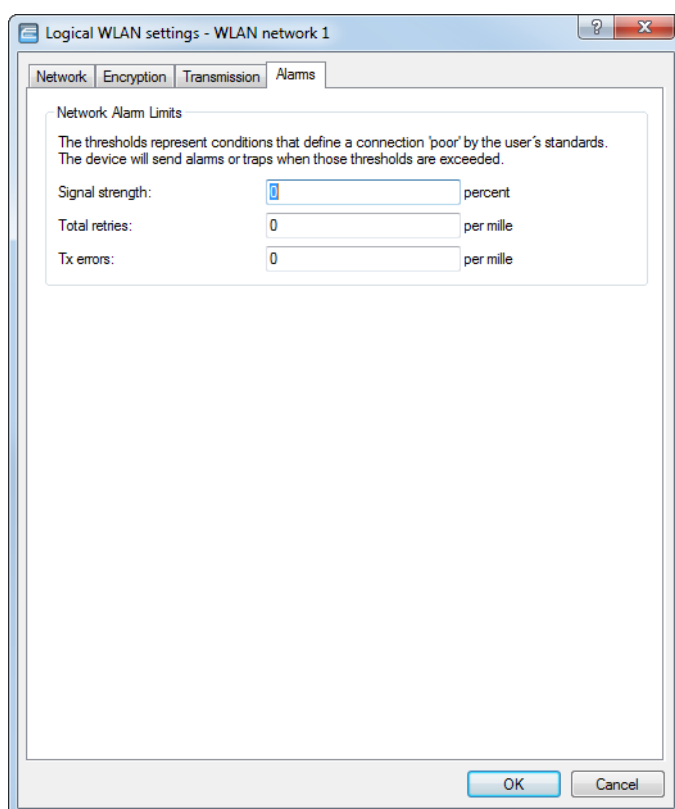 Logical WLAN settings - WLAN network 1
?
Network Encryption Transmission Alarms
Network Alarm Limits
The thresholds represent conditions that define a connection 'poor' by the user´s standards.
The device will send alarms or traps when those thresholds are exceeded.
Signal strength: 0 percent
Total retries: 0 per mille
Tx errors: 0 per mille
OK Cancel